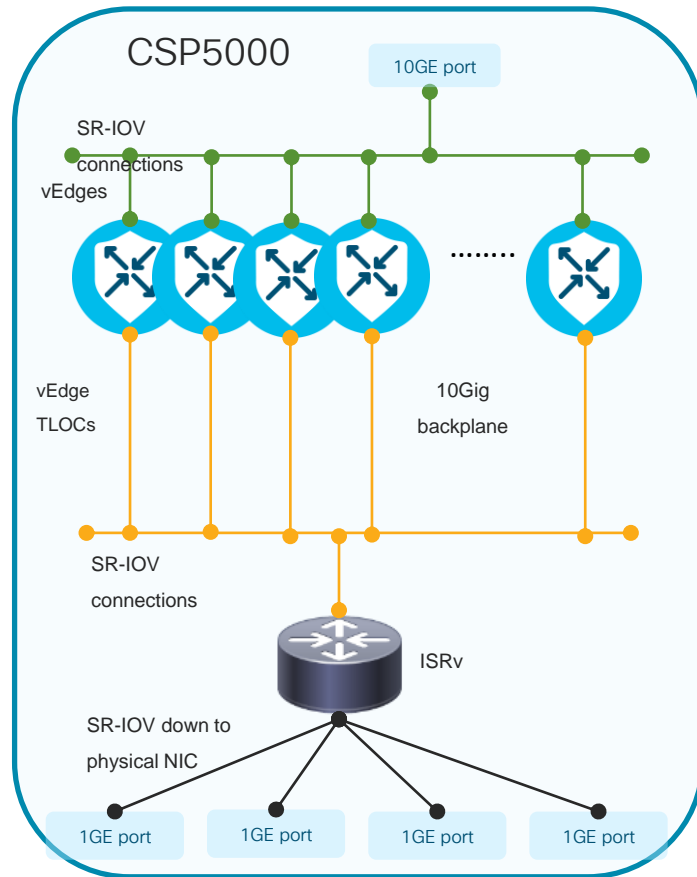 CSP5000
10GE port
SR-IOV
connections
vEdges
........
vEdge
TLOCs
10Gig
backplane
SR-IOV
connections
ISRv
SR-IOV down to
physical NIC
1GE port
1GE port
1GE port
1GE port